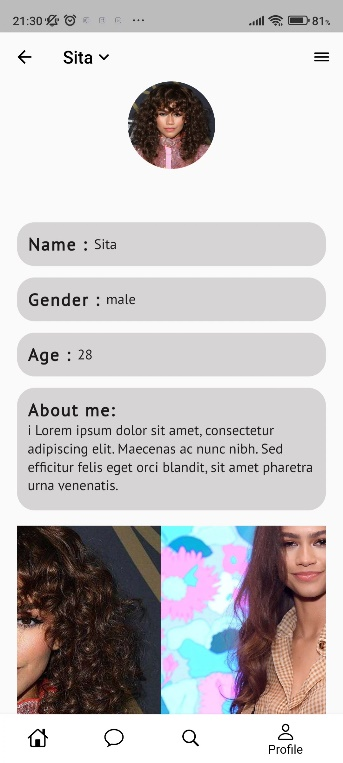 21:30 81%
Sita
Name : Sita
Gender : male
Age : 28
About me:
i Lorem ipsum dolor sit amet, consectetur
adipiscing elit. Maecenas ac nunc nibh. Sed
efficitur felis eget orci blandit, sit amet pharetra
urna venenatis.
Profile